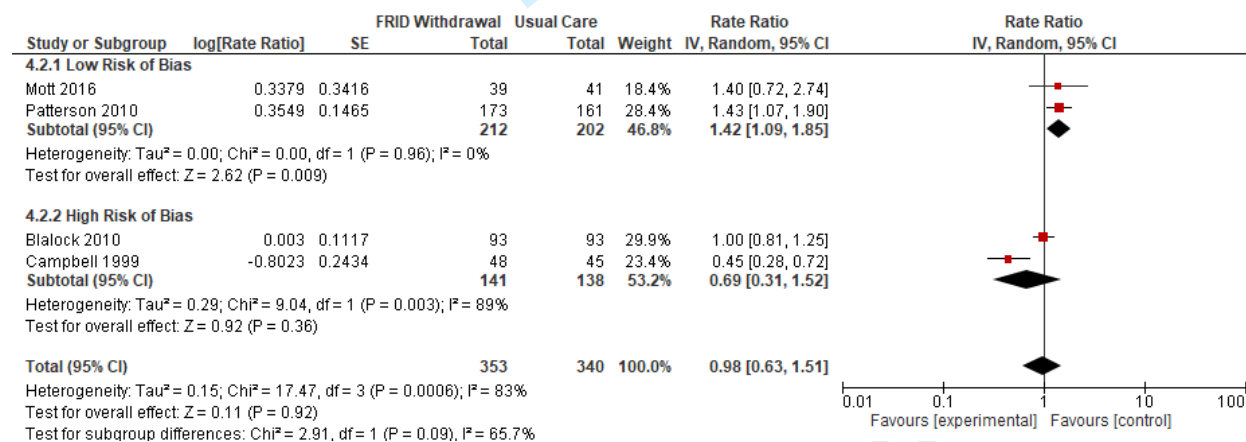 FRID Withdrawal Usual Care Rate Ratio Rate Ratio
Study or Subgroup log[Rate Ratio] SE Total Total Weight IV, Random, 95% CI IV, Random, 95% CI
4.2.1 Low Risk of Bias
Mott 2016 0.3379 0.3416 39 41 18.4% 1.40 [0.72, 2.74]
Patterson 2010 0.3549 0.1465 173 161 28.4% 1.43 [1.07, 1.90]
Subtotal (95% CI) 212 202 46.8% 1.42 [1.09, 1.85]
Heterogeneity: Tau² = 0.00; Chi² = 0.00, df = 1 (P = 0.96); I² = 0%
Test for overall effect: Z = 2.62 (P = 0.009)
4.2.2 High Risk of Bias
Blalock 2010 0.003 0.1117 93 93 29.9% 1.00 [0.81, 1.25]
Campbell 1999 -0.8023 0.2434 48 45 23.4% 0.45 [0.28, 0.72]
Subtotal (95% CI) 141 138 53.2% 0.69 [0.31, 1.52]
Heterogeneity: Tau² = 0.29; Chi² = 9.04, df = 1 (P = 0.003); I² = 89%
Test for overall effect: Z = 0.92 (P = 0.36)
Total (95% CI) 353 340 100.0% 0.98 [0.63, 1.51]
Heterogeneity: Tau² = 0.15; Chi² = 17.47, df = 3 (P = 0.0006); I² = 83%
Test for overall effect: Z = 0.11 (P = 0.92)
Test for subgroup differences: Chi² = 2.91, df = 1 (P = 0.09), I² = 65.7%
0.01 0.1 1 10 100
Favours [experimental] Favours [control]